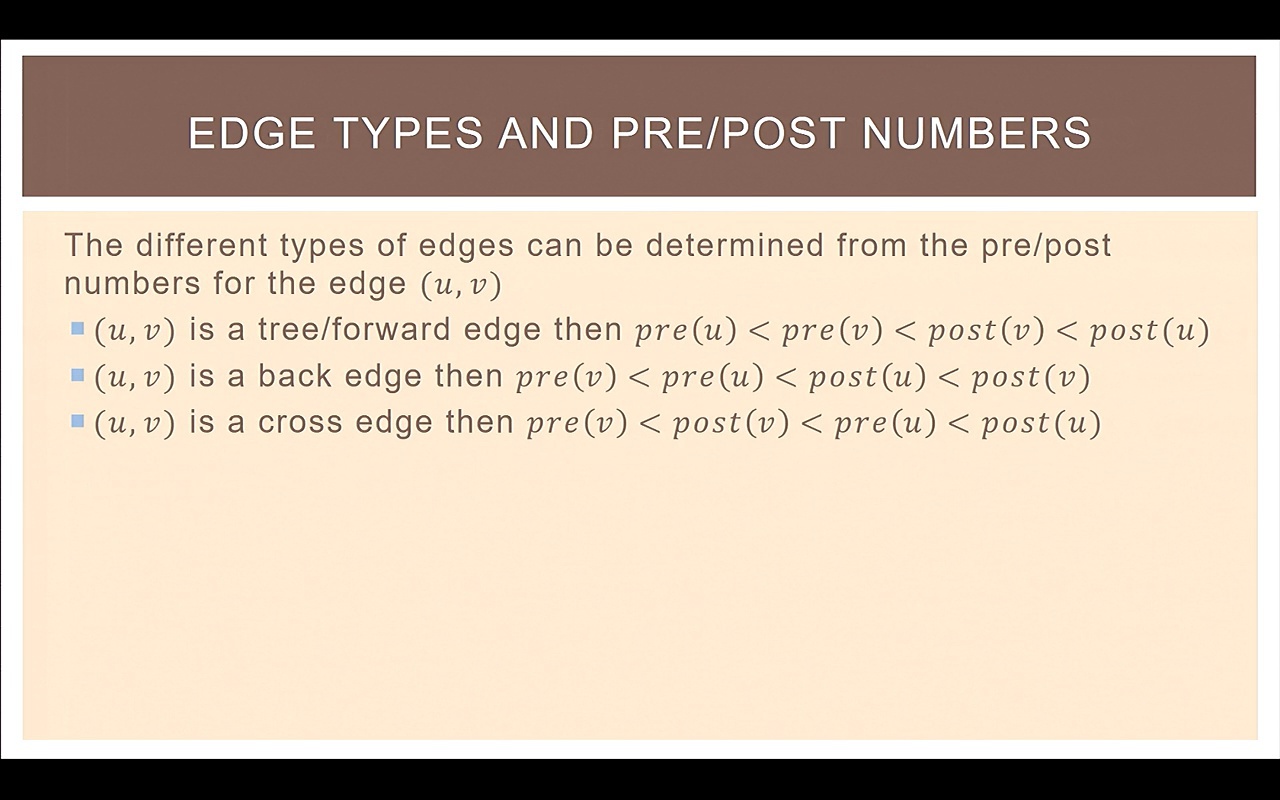 EDGE TYPES AND PRE/POST NUMBERS
The different types of edges can be determined from the pre/post
numbers for the edge (u, v)
▪ (u, v) is a tree/forward edge then pre(u) < pre(v) < post(v) < post(u)
▪ (u, v) is a back edge then pre(v) < pre(u) < post(u) < post(v)
▪ (u, v) is a cross edge then pre(v) < post(v) < pre(u) < post(u)